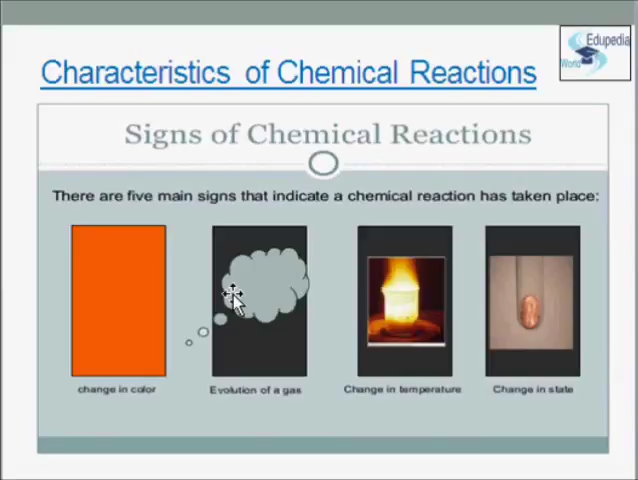 Edupedia
World
Characteristics of Chemical Reactions
Signs of Chemical Reactions
There are five main signs that indicate a chemical reaction has taken place:
change in color
Evolution of a gas
Change in temperature
Change in state